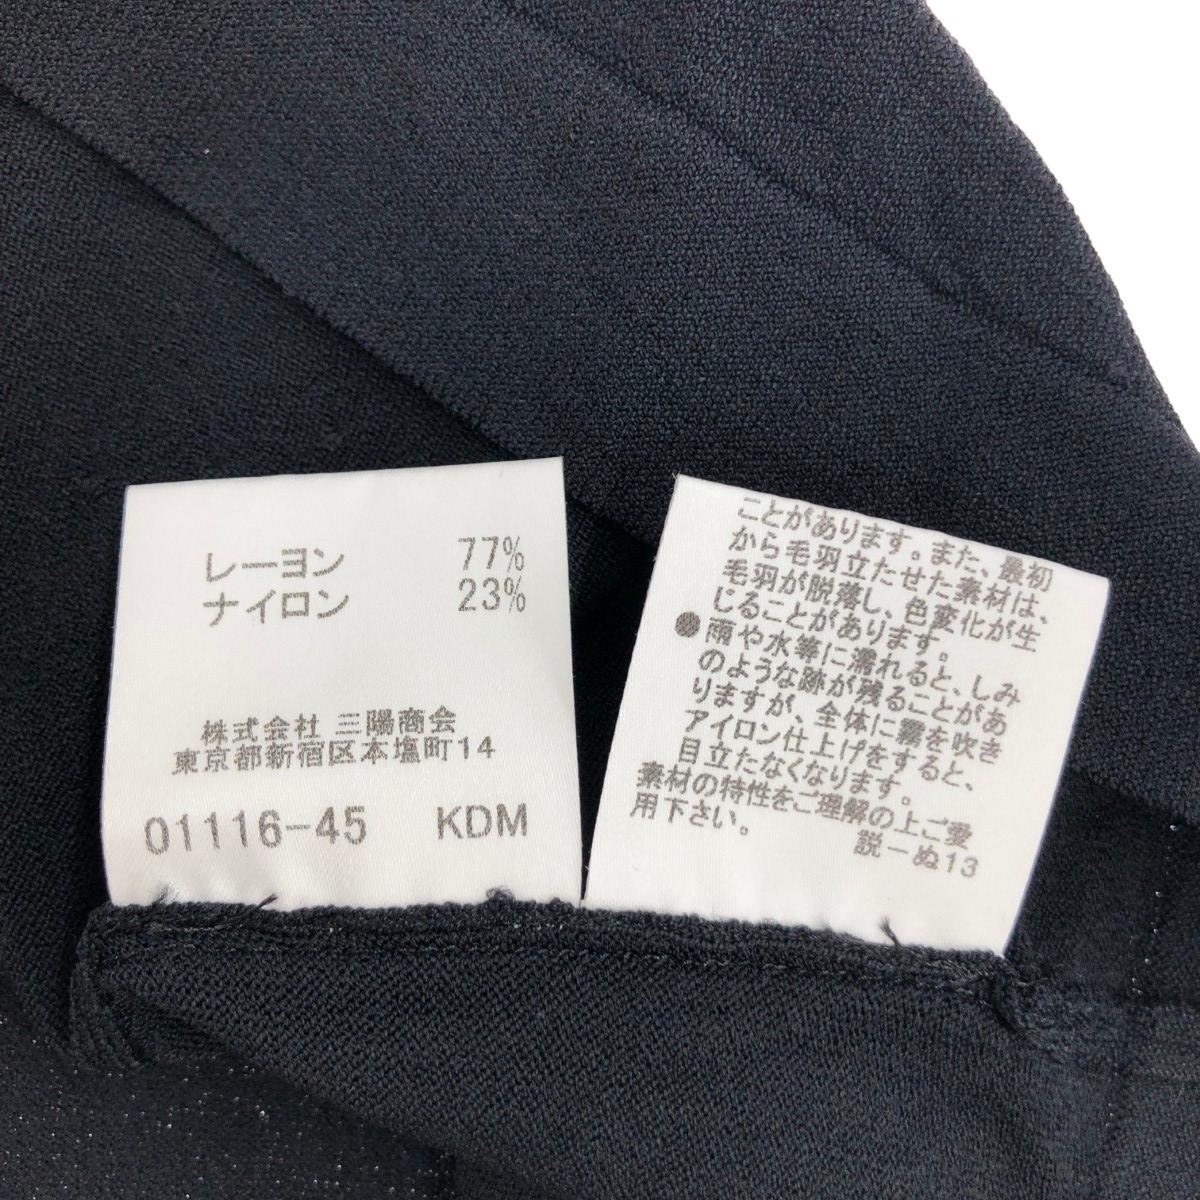 レーヨン 77%
ナイロン 23%
株式会社 三陽商会
東京都新宿区本塩町14
01116-45 KDM
ことがあります。また、最初
から毛羽立たせた素材は、
毛羽が脱落し、色変化が生
じることがあります。
●雨や水等に濡れると、しみ
のような跡が残ることがあ
りますが、全体に霧を吹き
アイロン仕上げをすると、
目立たなくなります。
素材の特性をご理解の上ご愛
用下さい。
説－ぬ13